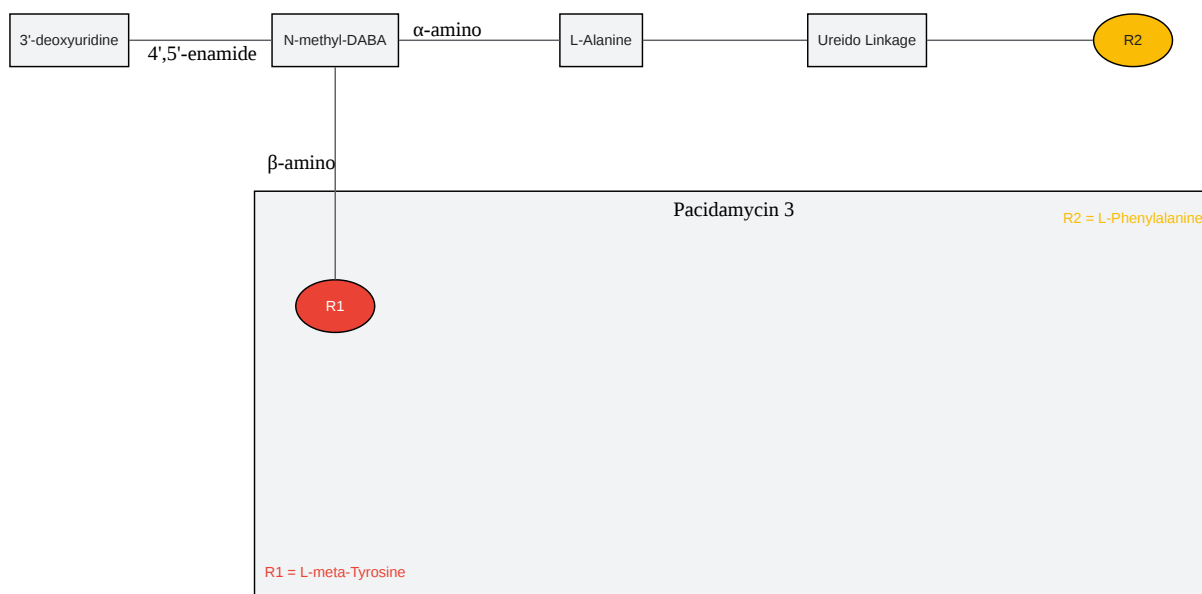 3'-deoxyuridine
4',5'-enamide
N-methyl-DABA
α-amino
L-Alanine
Ureido Linkage
R2
β-amino
Pacidamycin 3
R2 = L-Phenylalanine
R1
R1 = L-meta-Tyrosine